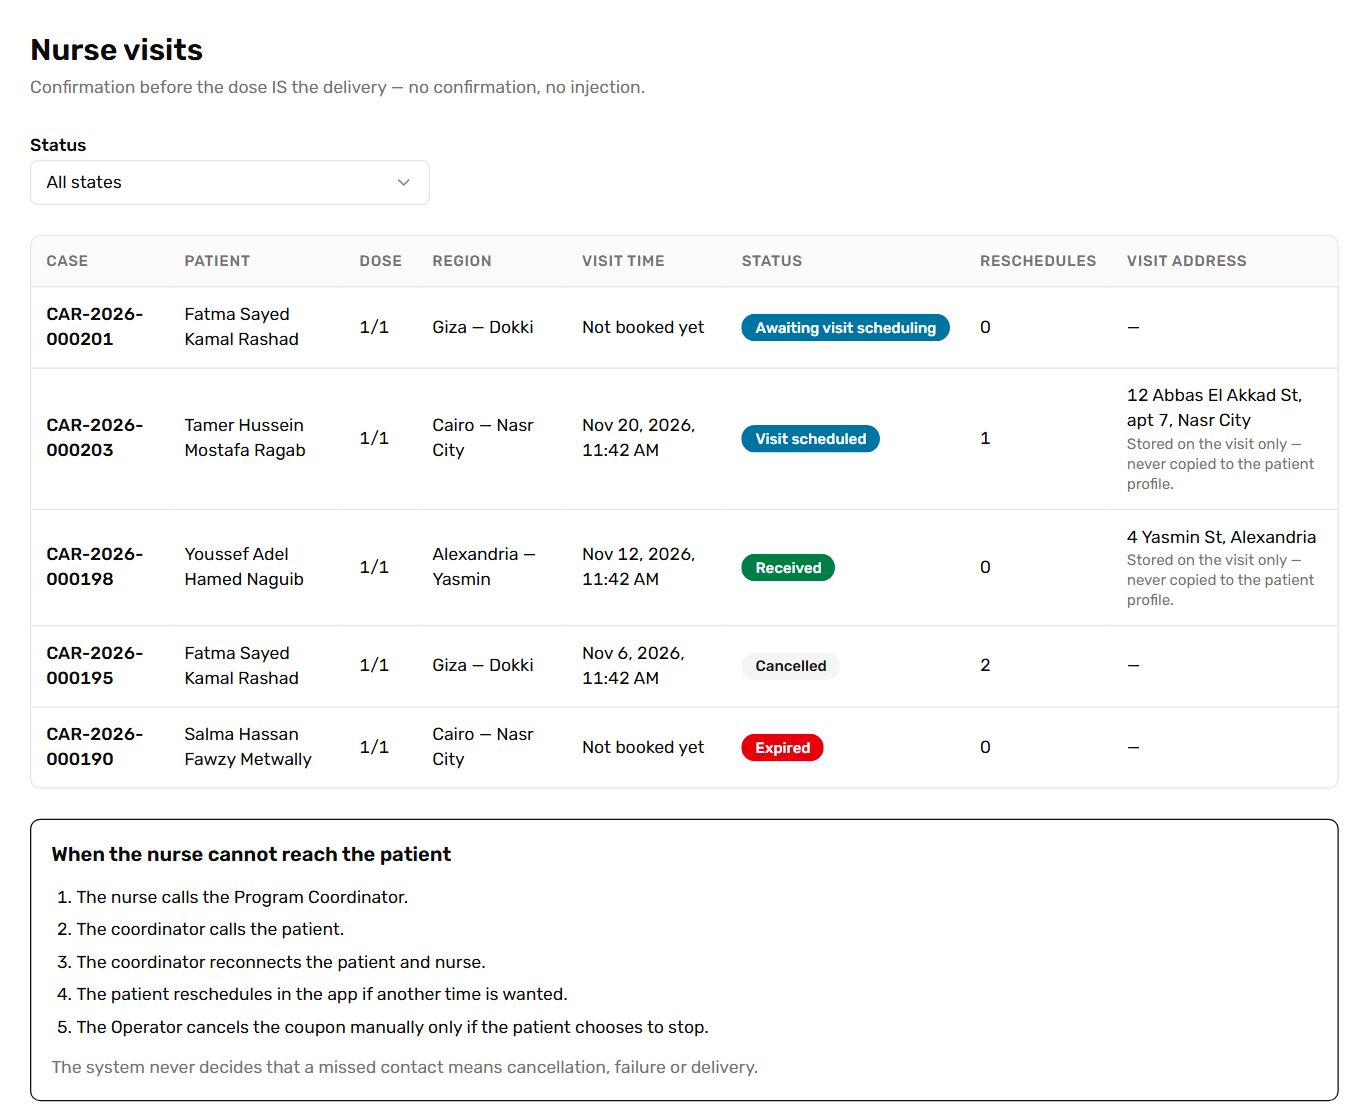 Nurse visits
Confirmation before the dose IS the delivery — no confirmation, no injection.
Status
All states
CASE PATIENT DOSE REGION VISIT TIME STATUS RESCHEDULES VISIT ADDRESS
CAR-2026-
000201
Fatma Sayed
Kamal Rashad
1/1
Giza — Dokki
Not booked yet
Awaiting visit scheduling
0
—
CAR-2026-
000203
Tamer Hussein
Mostafa Ragab
1/1
Cairo — Nasr
City
Nov 20, 2026,
11:42 AM
Visit scheduled
1
12 Abbas El Akkad St,
apt 7, Nasr City
Stored on the visit only —
never copied to the patient
profile.
CAR-2026-
000198
Youssef Adel
Hamed Naguib
1/1
Alexandria —
Yasmin
Nov 12, 2026,
11:42 AM
Received
0
4 Yasmin St, Alexandria
Stored on the visit only —
never copied to the patient
profile.
CAR-2026-
000195
Fatma Sayed
Kamal Rashad
1/1
Giza — Dokki
Nov 6, 2026,
11:42 AM
Cancelled
2
—
CAR-2026-
000190
Salma Hassan
Fawzy Metwally
1/1
Cairo — Nasr
City
Not booked yet
Expired
0
—
When the nurse cannot reach the patient
1. The nurse calls the Program Coordinator.
2. The coordinator calls the patient.
3. The coordinator reconnects the patient and nurse.
4. The patient reschedules in the app if another time is wanted.
5. The Operator cancels the coupon manually only if the patient chooses to stop.
The system never decides that a missed contact means cancellation, failure or delivery.